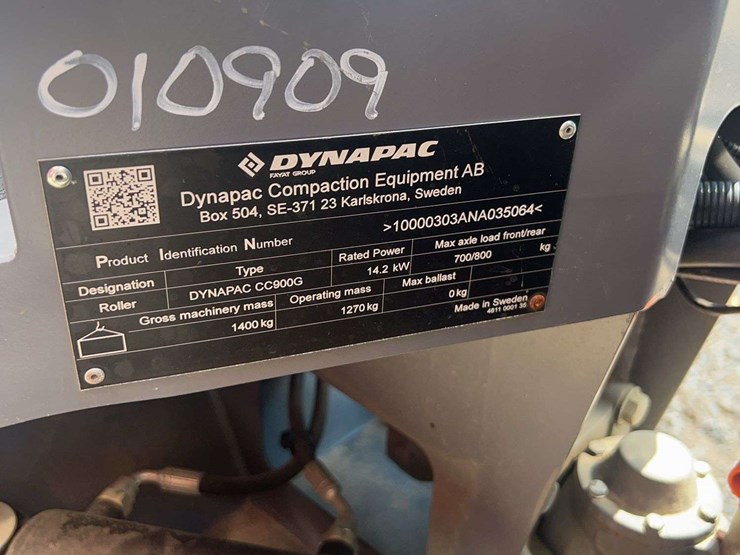 010909
DYNAPAC
FAYAT GROUP
Dynapac Compaction Equipment AB
Box 504, SE-371 23 Karlskrona, Sweden
Product Identification Number >10000303ANA035064<
Designation Type Rated Power Max axle load front/rear
Roller DYNAPAC CC900G 14.2 kW 700/800 kg
Gross machinery mass Operating mass Max ballast
1400 kg 1270 kg 0 kg Made in Sweden
4811 0001 35